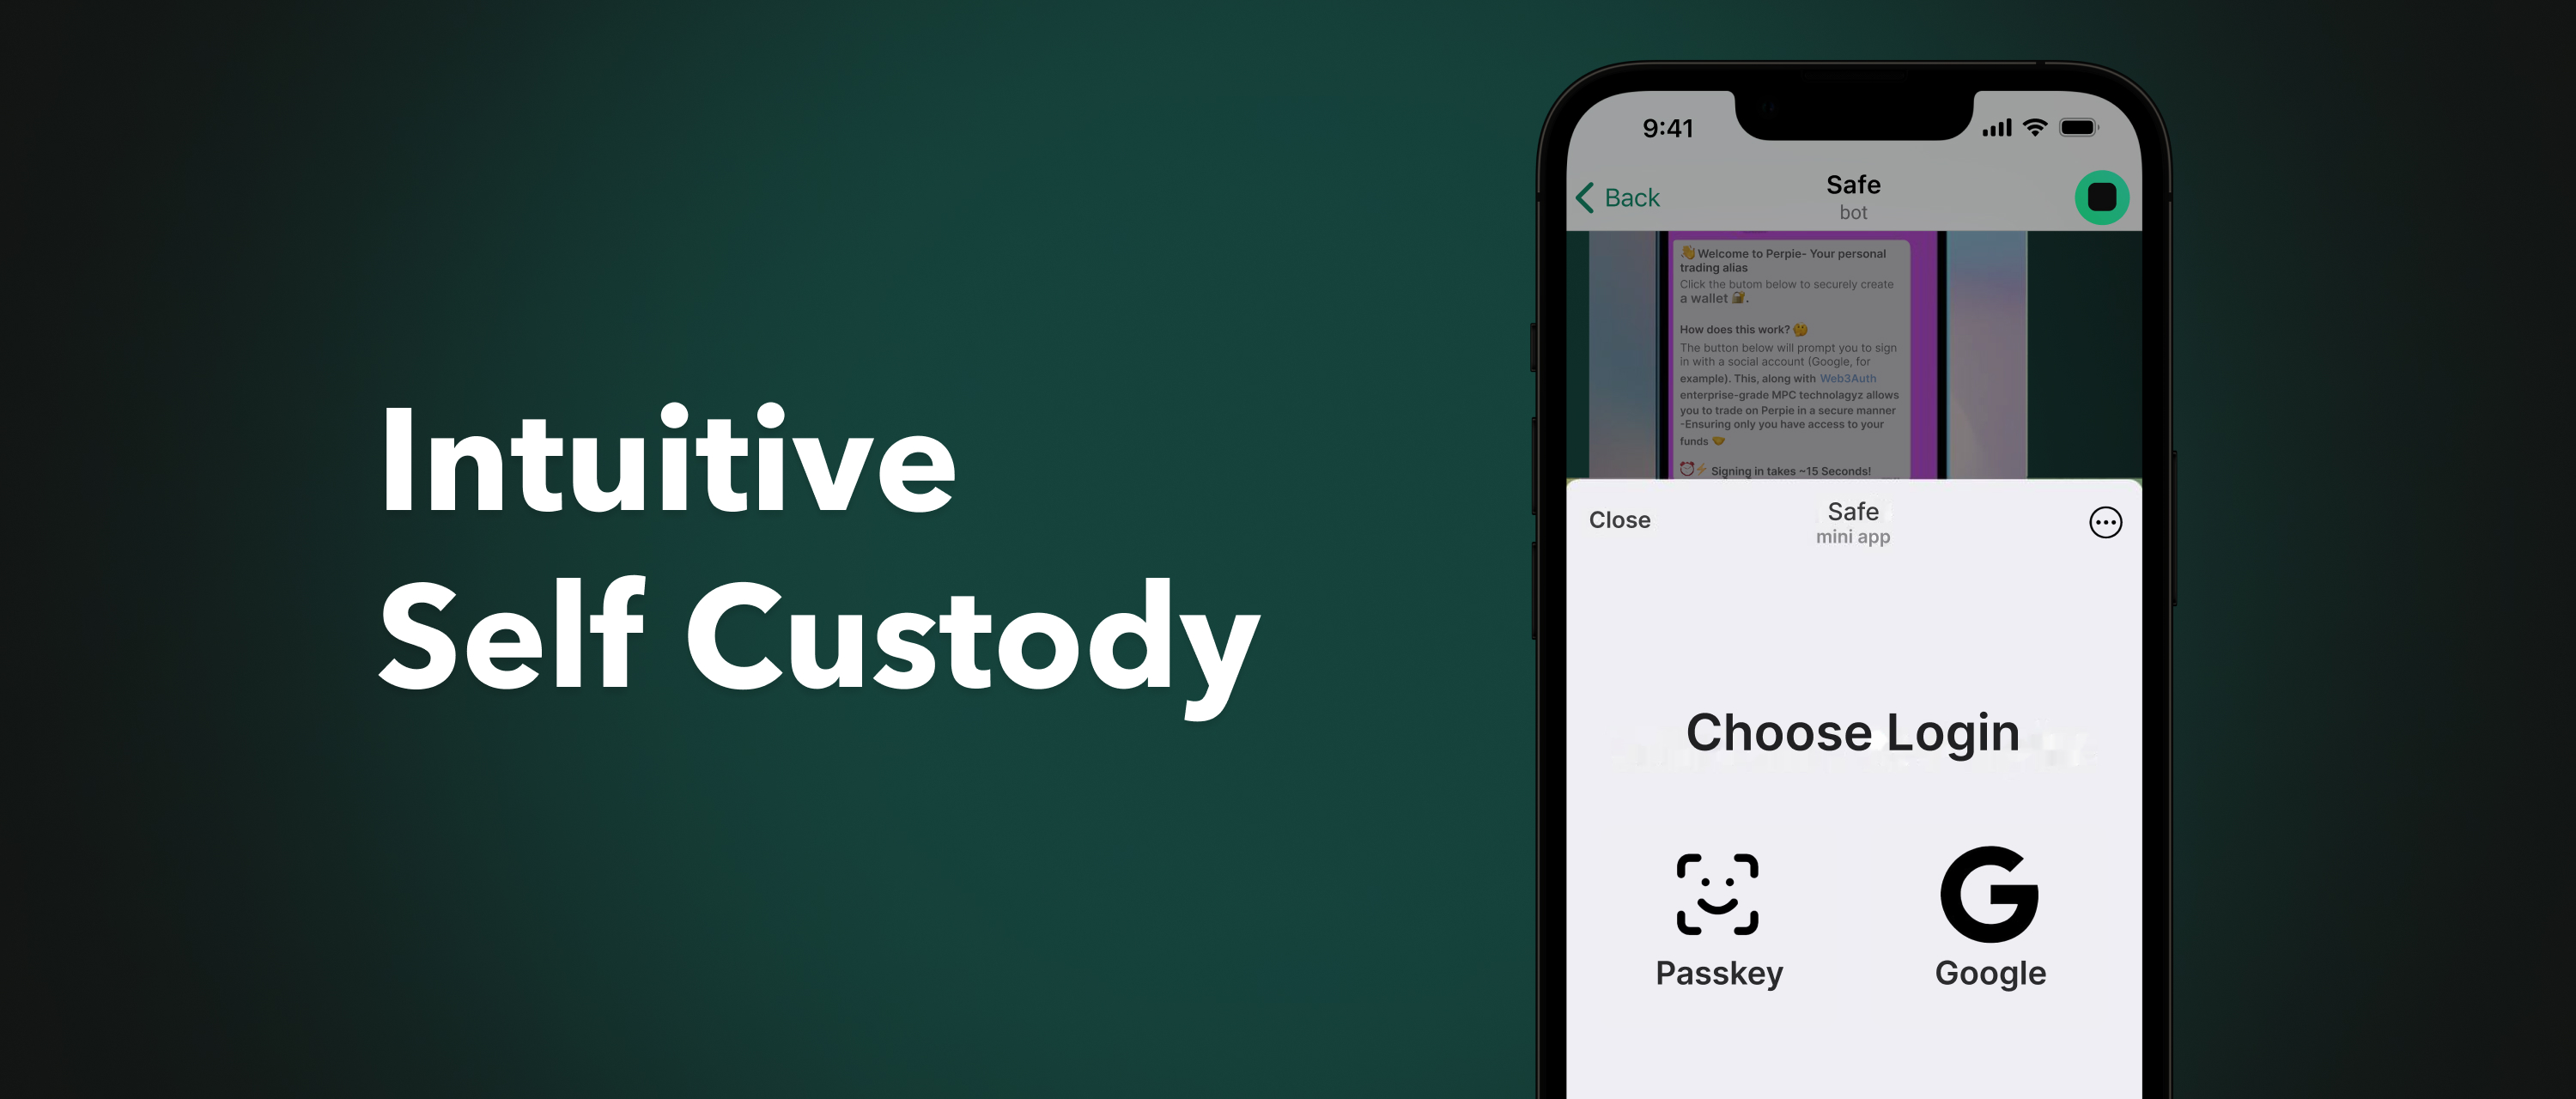 Intuitive
Self Custody
9:41
Back
Safe
bot
👋 Welcome to Perpie- Your personal
trading alias
Click the butom below to securely create
a wallet 🔐.
How does this work? 🤔
The button below will prompt you to sign
in with a social account (Google, for
example). This, along with Web3Auth
enterprise-grade MPC technolagyz allows
you to trade on Perpie in a secure manner
-Ensuring only you have access to your
funds 🤝
⏰⚡ Signing in takes ~15 Seconds!
Close
Safe
mini app
Choose Login
Passkey
Google